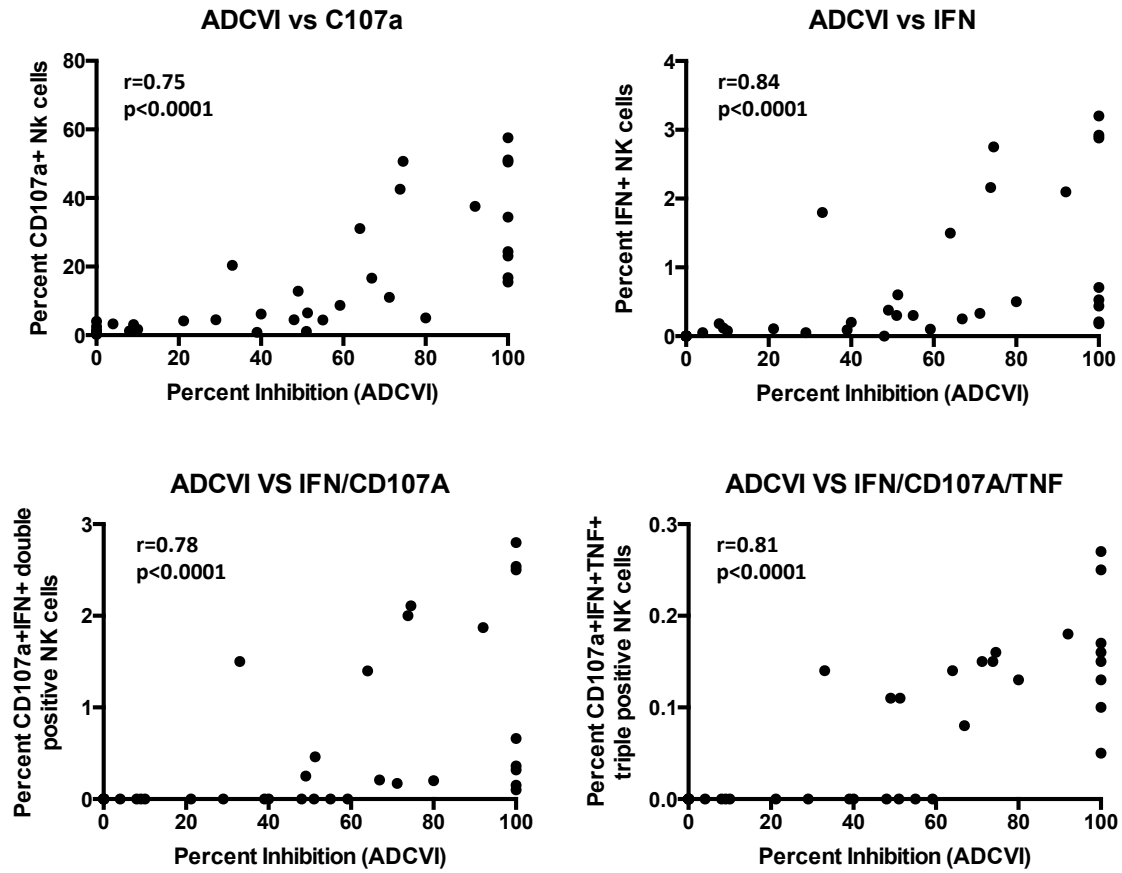 ADCVI vs C107a
r=0.75
p<0.0001
Percent CD107a+ Nk cells
80
60
40
20
0
0 20 40 60 80 100
Percent Inhibition (ADCVI)
ADCVI vs IFN
r=0.84
p<0.0001
Percent IFN+ NK cells
4
3
2
1
0
0 20 40 60 80 100
Percent Inhibition (ADCVI)
ADCVI VS IFN/CD107A
r=0.78
p<0.0001
Percent CD107a+IFN+ double
positive NK cells
3
2
1
0
0 20 40 60 80 100
Percent Inhibition (ADCVI)
ADCVI VS IFN/CD107A/TNF
r=0.81
p<0.0001
Percent CD107a+IFN+TNF+
triple positive NK cells
0.3
0.2
0.1
0.0
0 20 40 60 80 100
Percent Inhibition (ADCVI)